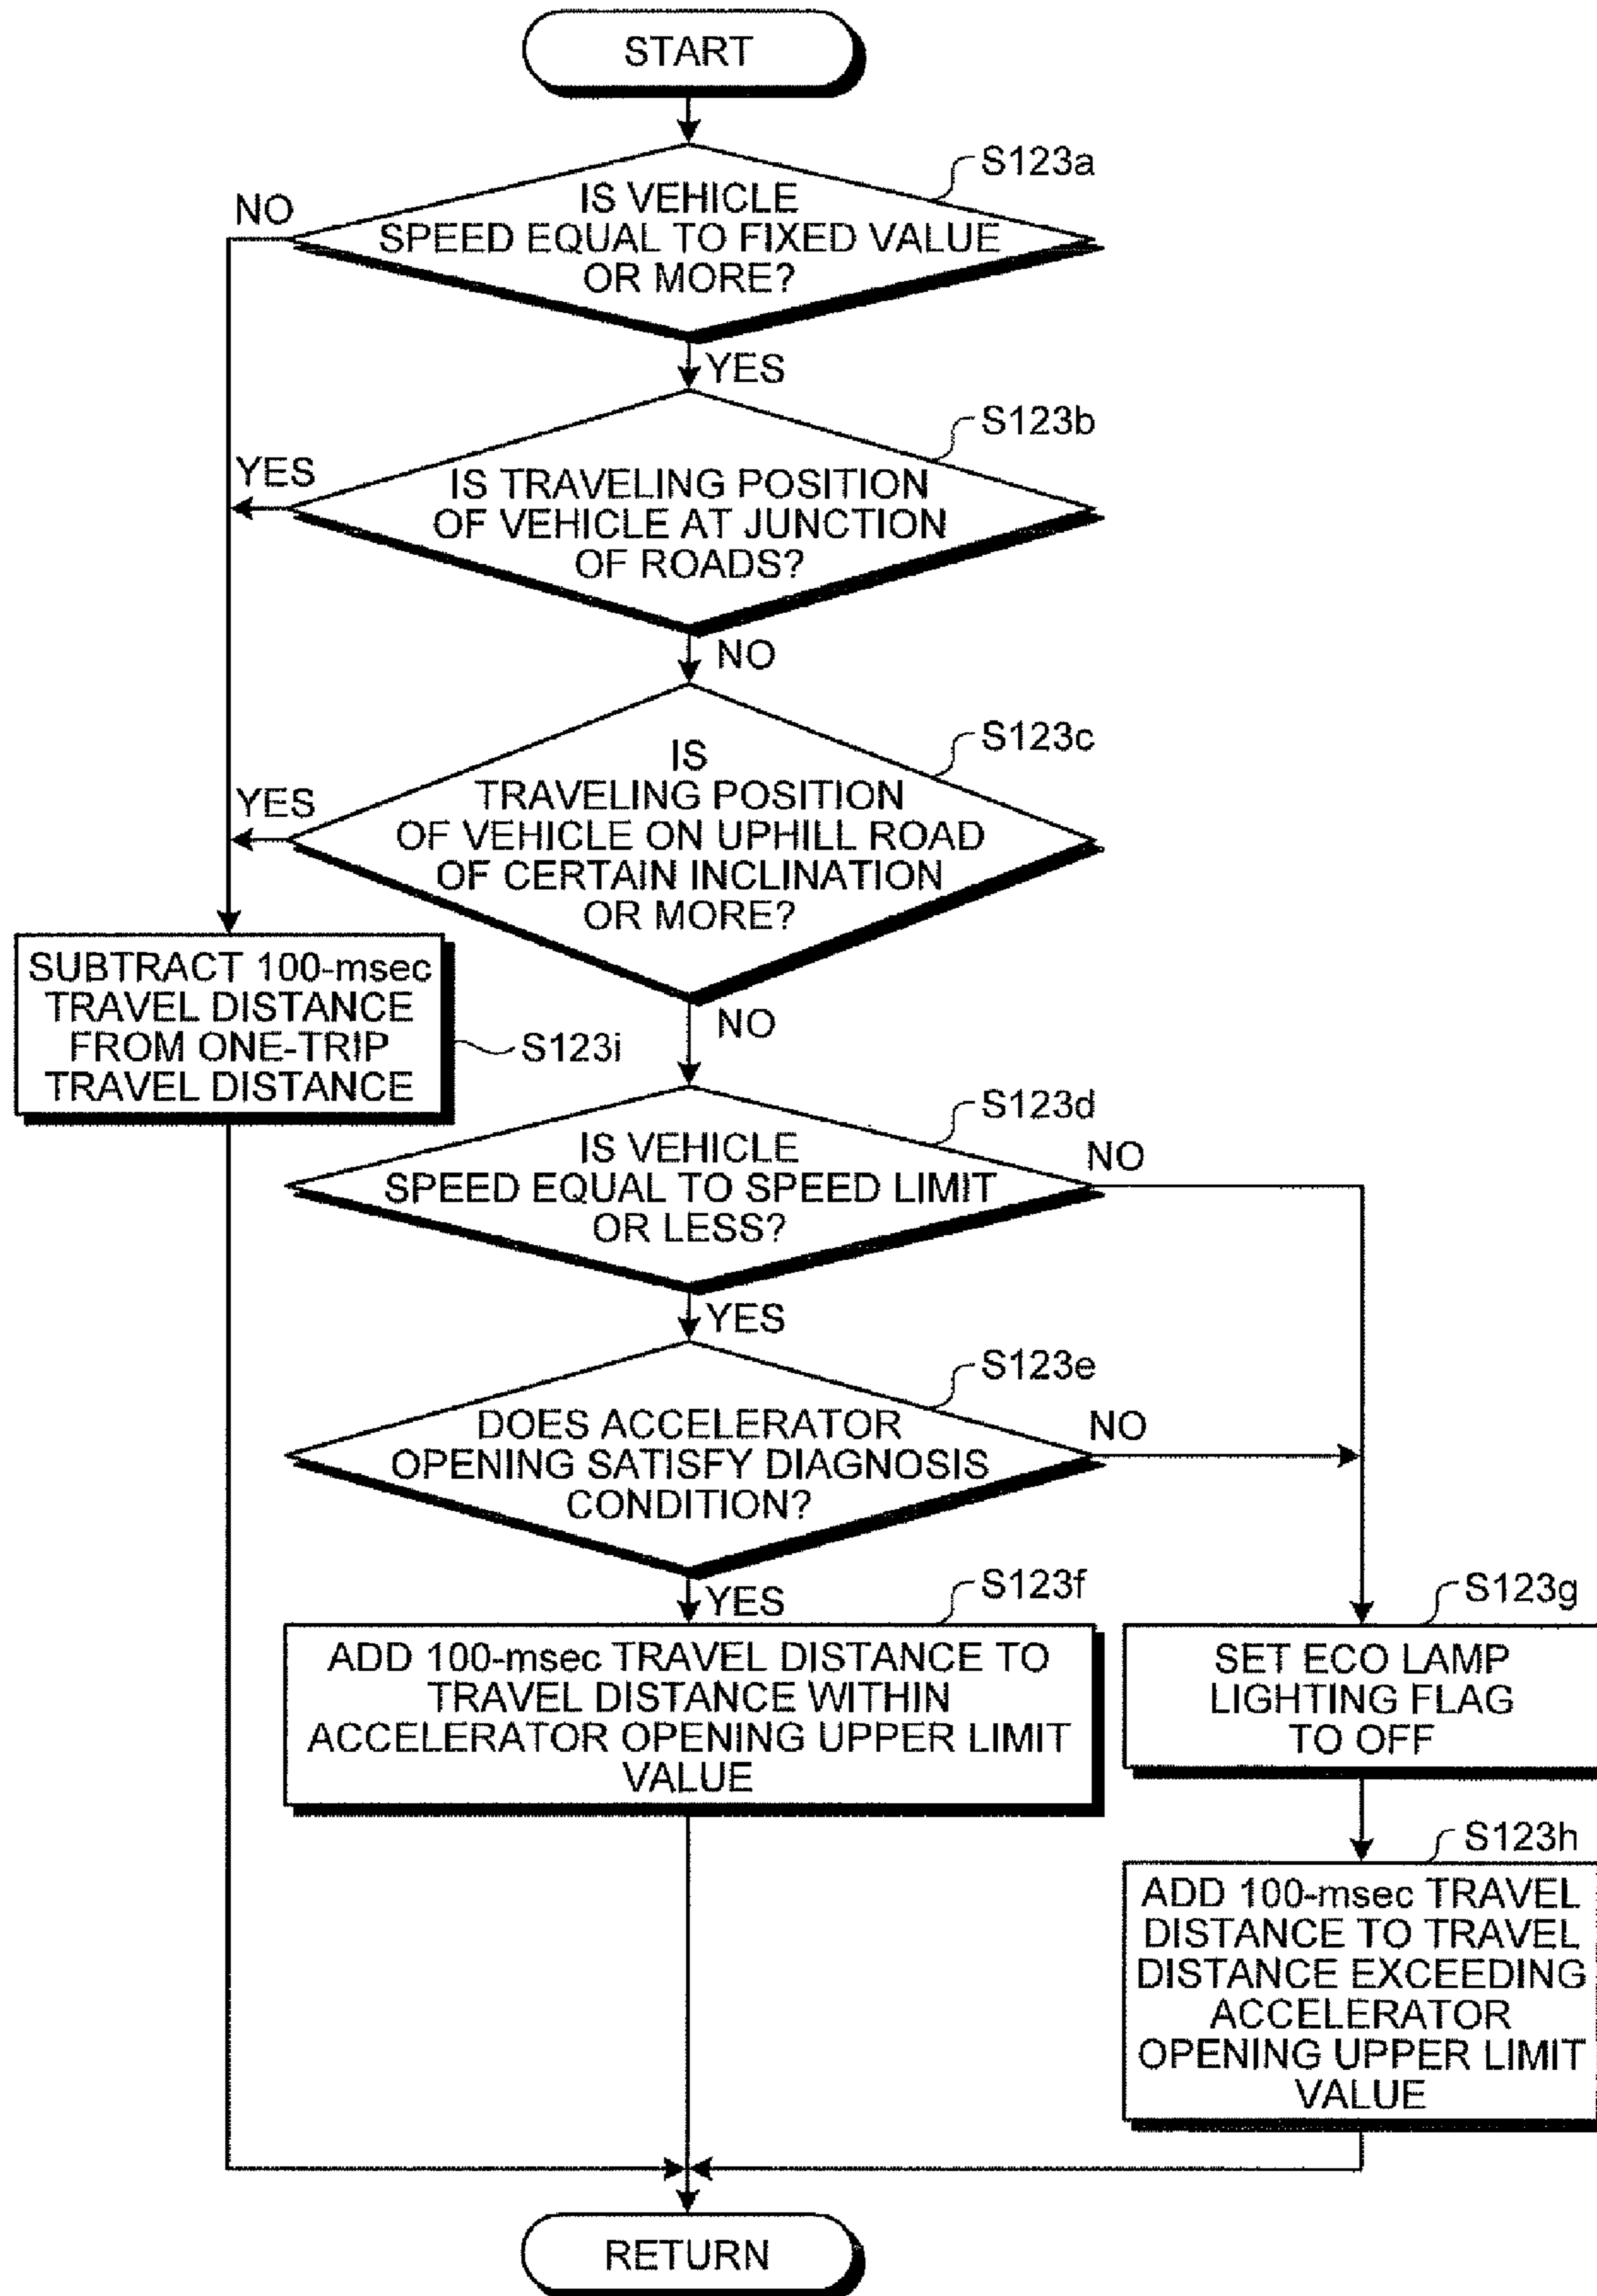 START
S123a
IS VEHICLE
SPEED EQUAL TO FIXED VALUE
OR MORE?
NO
YES
S123b
IS TRAVELING POSITION
OF VEHICLE AT JUNCTION
OF ROADS?
YES
NO
S123c
IS
TRAVELING POSITION
OF VEHICLE ON UPHILL ROAD
OF CERTAIN INCLINATION
OR MORE?
YES
NO
SUBTRACT 100-msec
TRAVEL DISTANCE
FROM ONE-TRIP
TRAVEL DISTANCE
S123i
S123d
IS VEHICLE
SPEED EQUAL TO SPEED LIMIT
OR LESS?
NO
YES
S123e
DOES ACCELERATOR
OPENING SATISFY DIAGNOSIS
CONDITION?
NO
YES
S123f
ADD 100-msec TRAVEL DISTANCE TO
TRAVEL DISTANCE WITHIN
ACCELERATOR OPENING UPPER LIMIT
VALUE
S123g
SET ECO LAMP
LIGHTING FLAG
TO OFF
S123h
ADD 100-msec TRAVEL
DISTANCE TO TRAVEL
DISTANCE EXCEEDING
ACCELERATOR
OPENING UPPER LIMIT
VALUE
RETURN